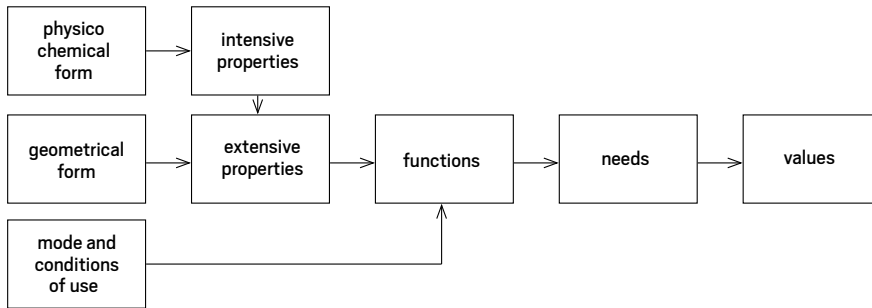 physico
chemical
form
intensive
properties
geometrical
form
extensive
properties
functions
needs
values
mode and
conditions
of use